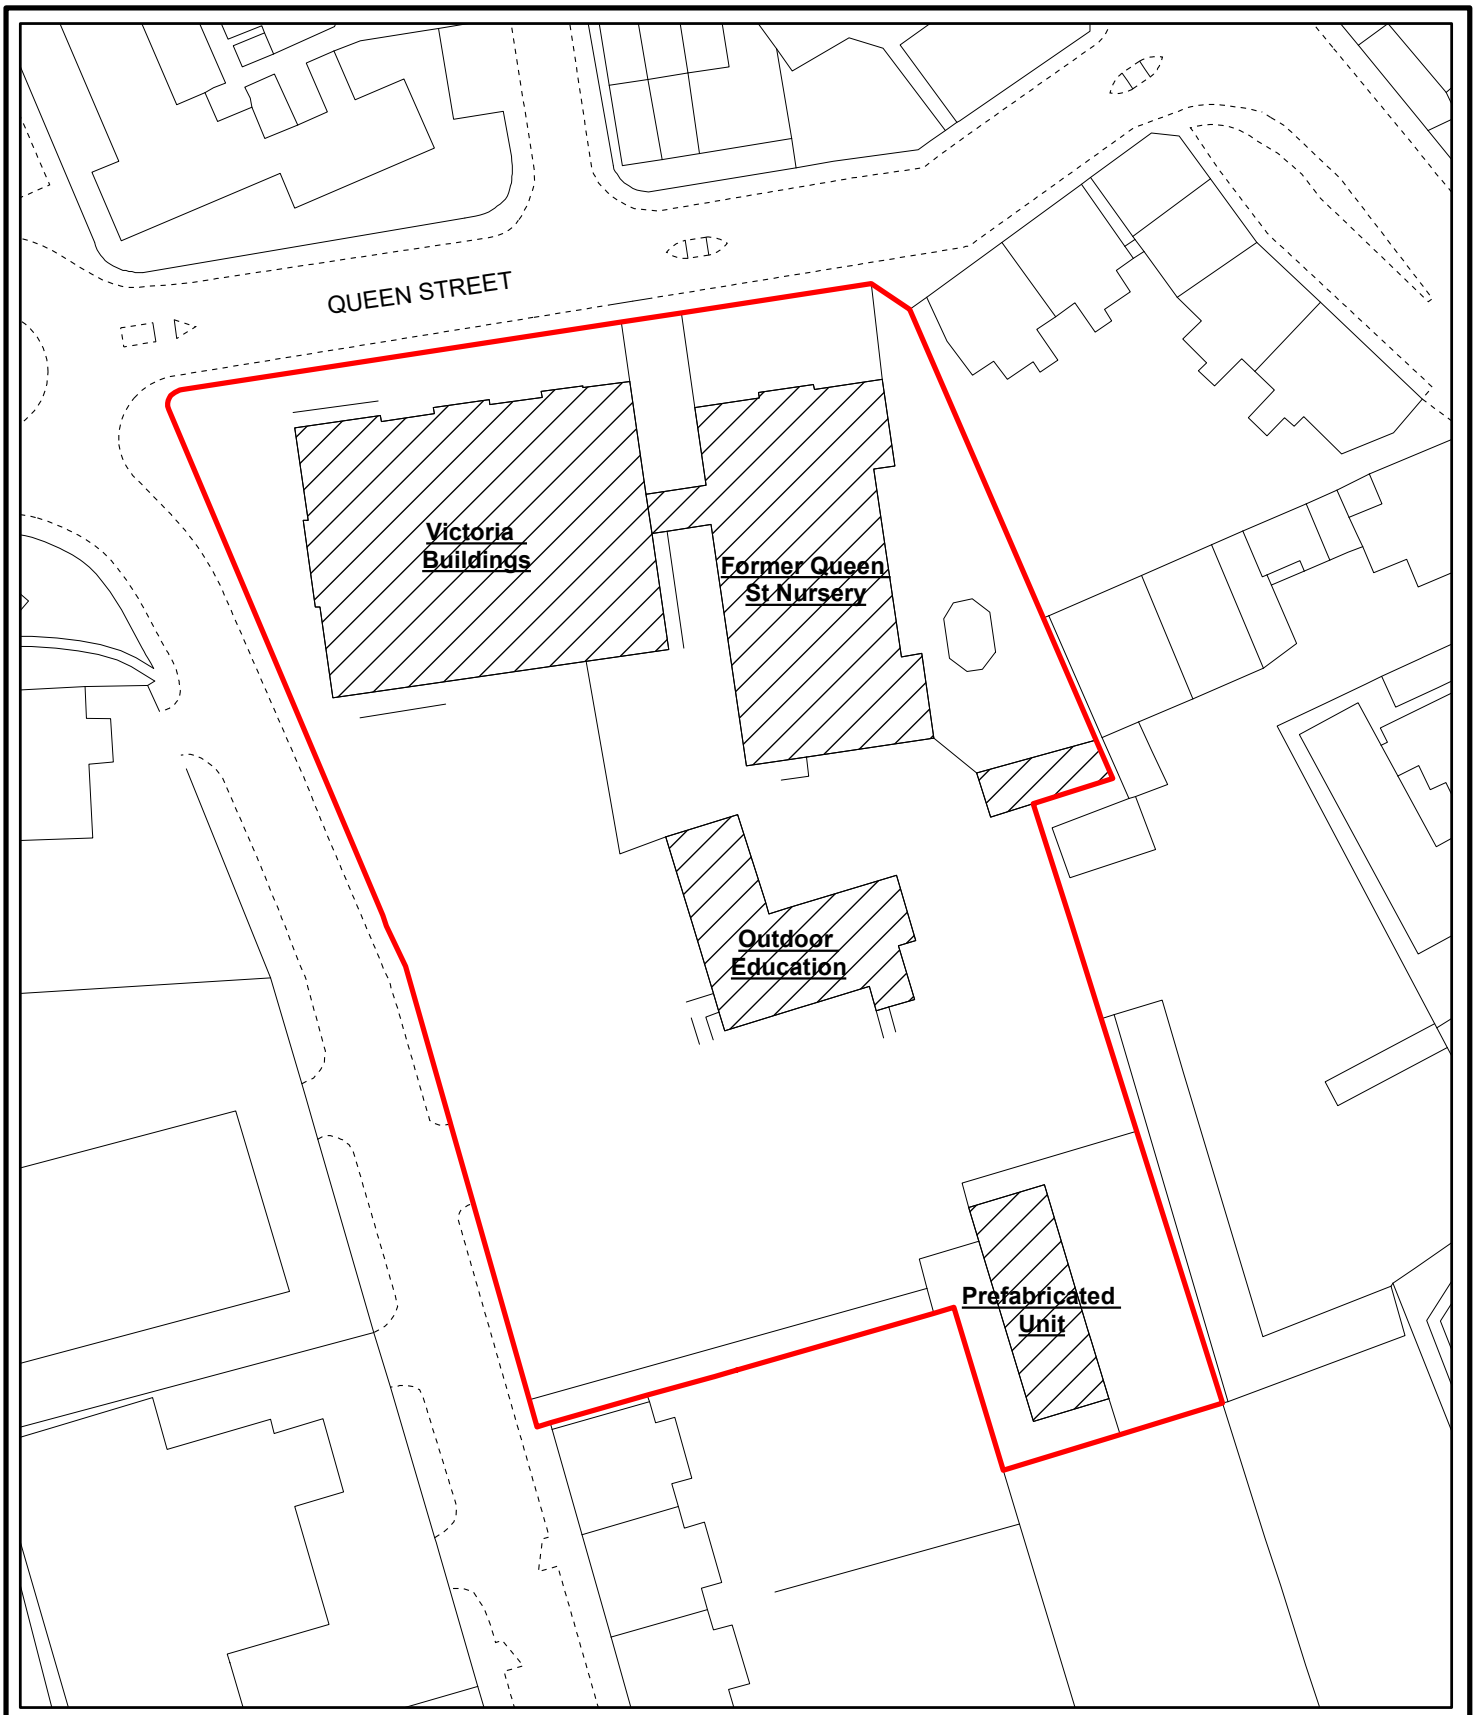 QUEEN STREET
Victoria
Buildings
Former Queen
St Nursery
Outdoor
Education
Prefabricated
Unit